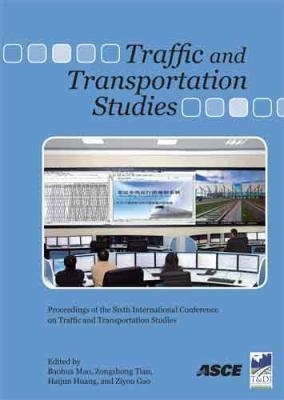 Traffic and
Transportation
Studies
Proceedings of the Sixth International Conference
on Traffic and Transportation Studies
Edited by
Baohua Mao, Zongzhong Tian,
Haijun Huang, and Ziyou Gao
ASCE
T&DI